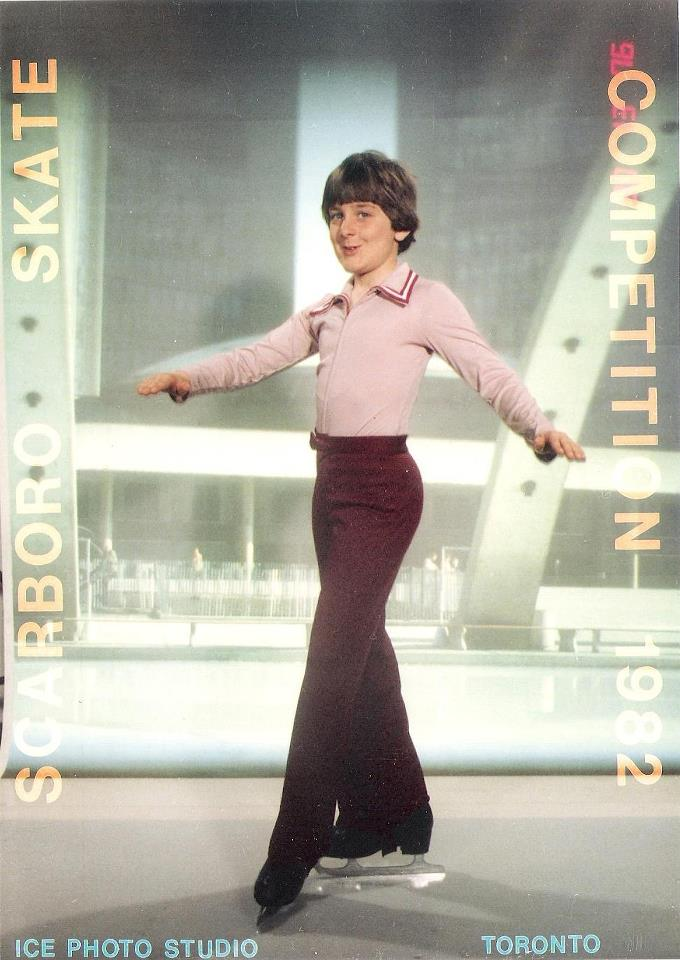 SCARBORO SKATE
COMPETITION 1982
ICE PHOTO STUDIO
TORONTO